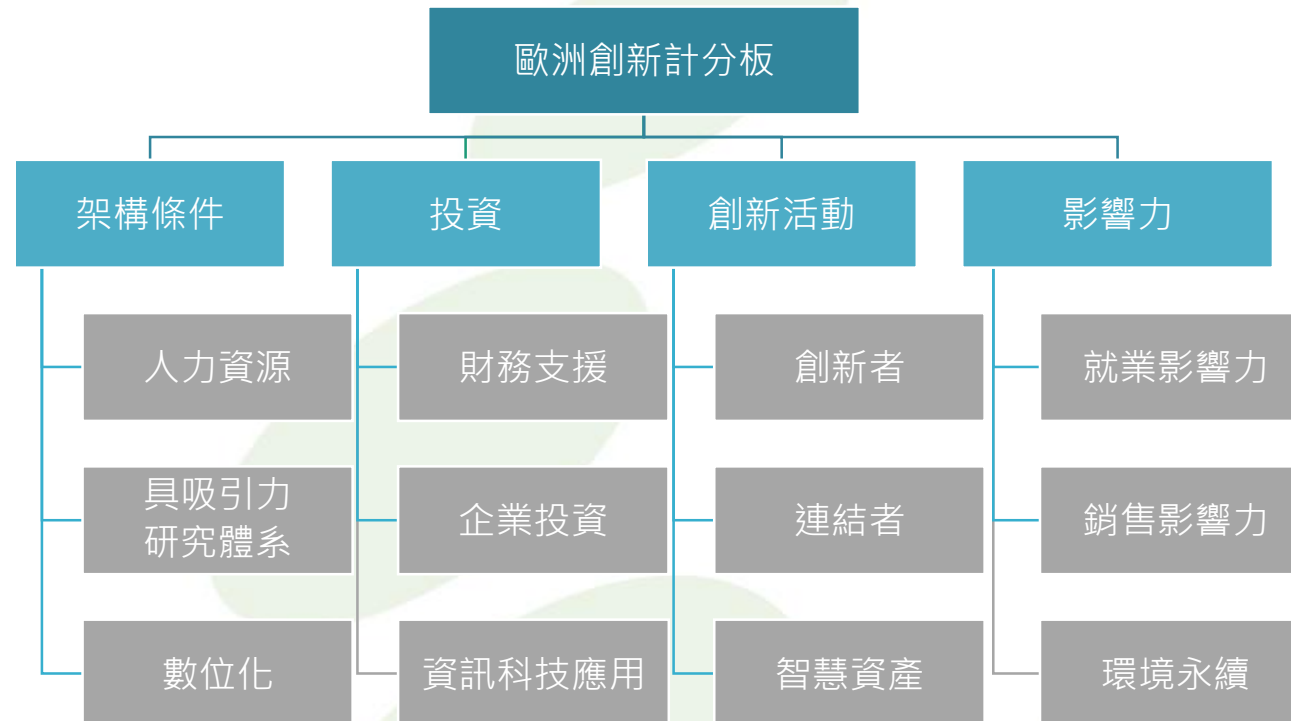 歐洲創新計分板
架構條件
投資
創新活動
影響力
人力資源
財務支援
創新者
就業影響力
具吸引力
研究體系
企業投資
連結者
銷售影響力
數位化
資訊科技應用
智慧資產
環境永續